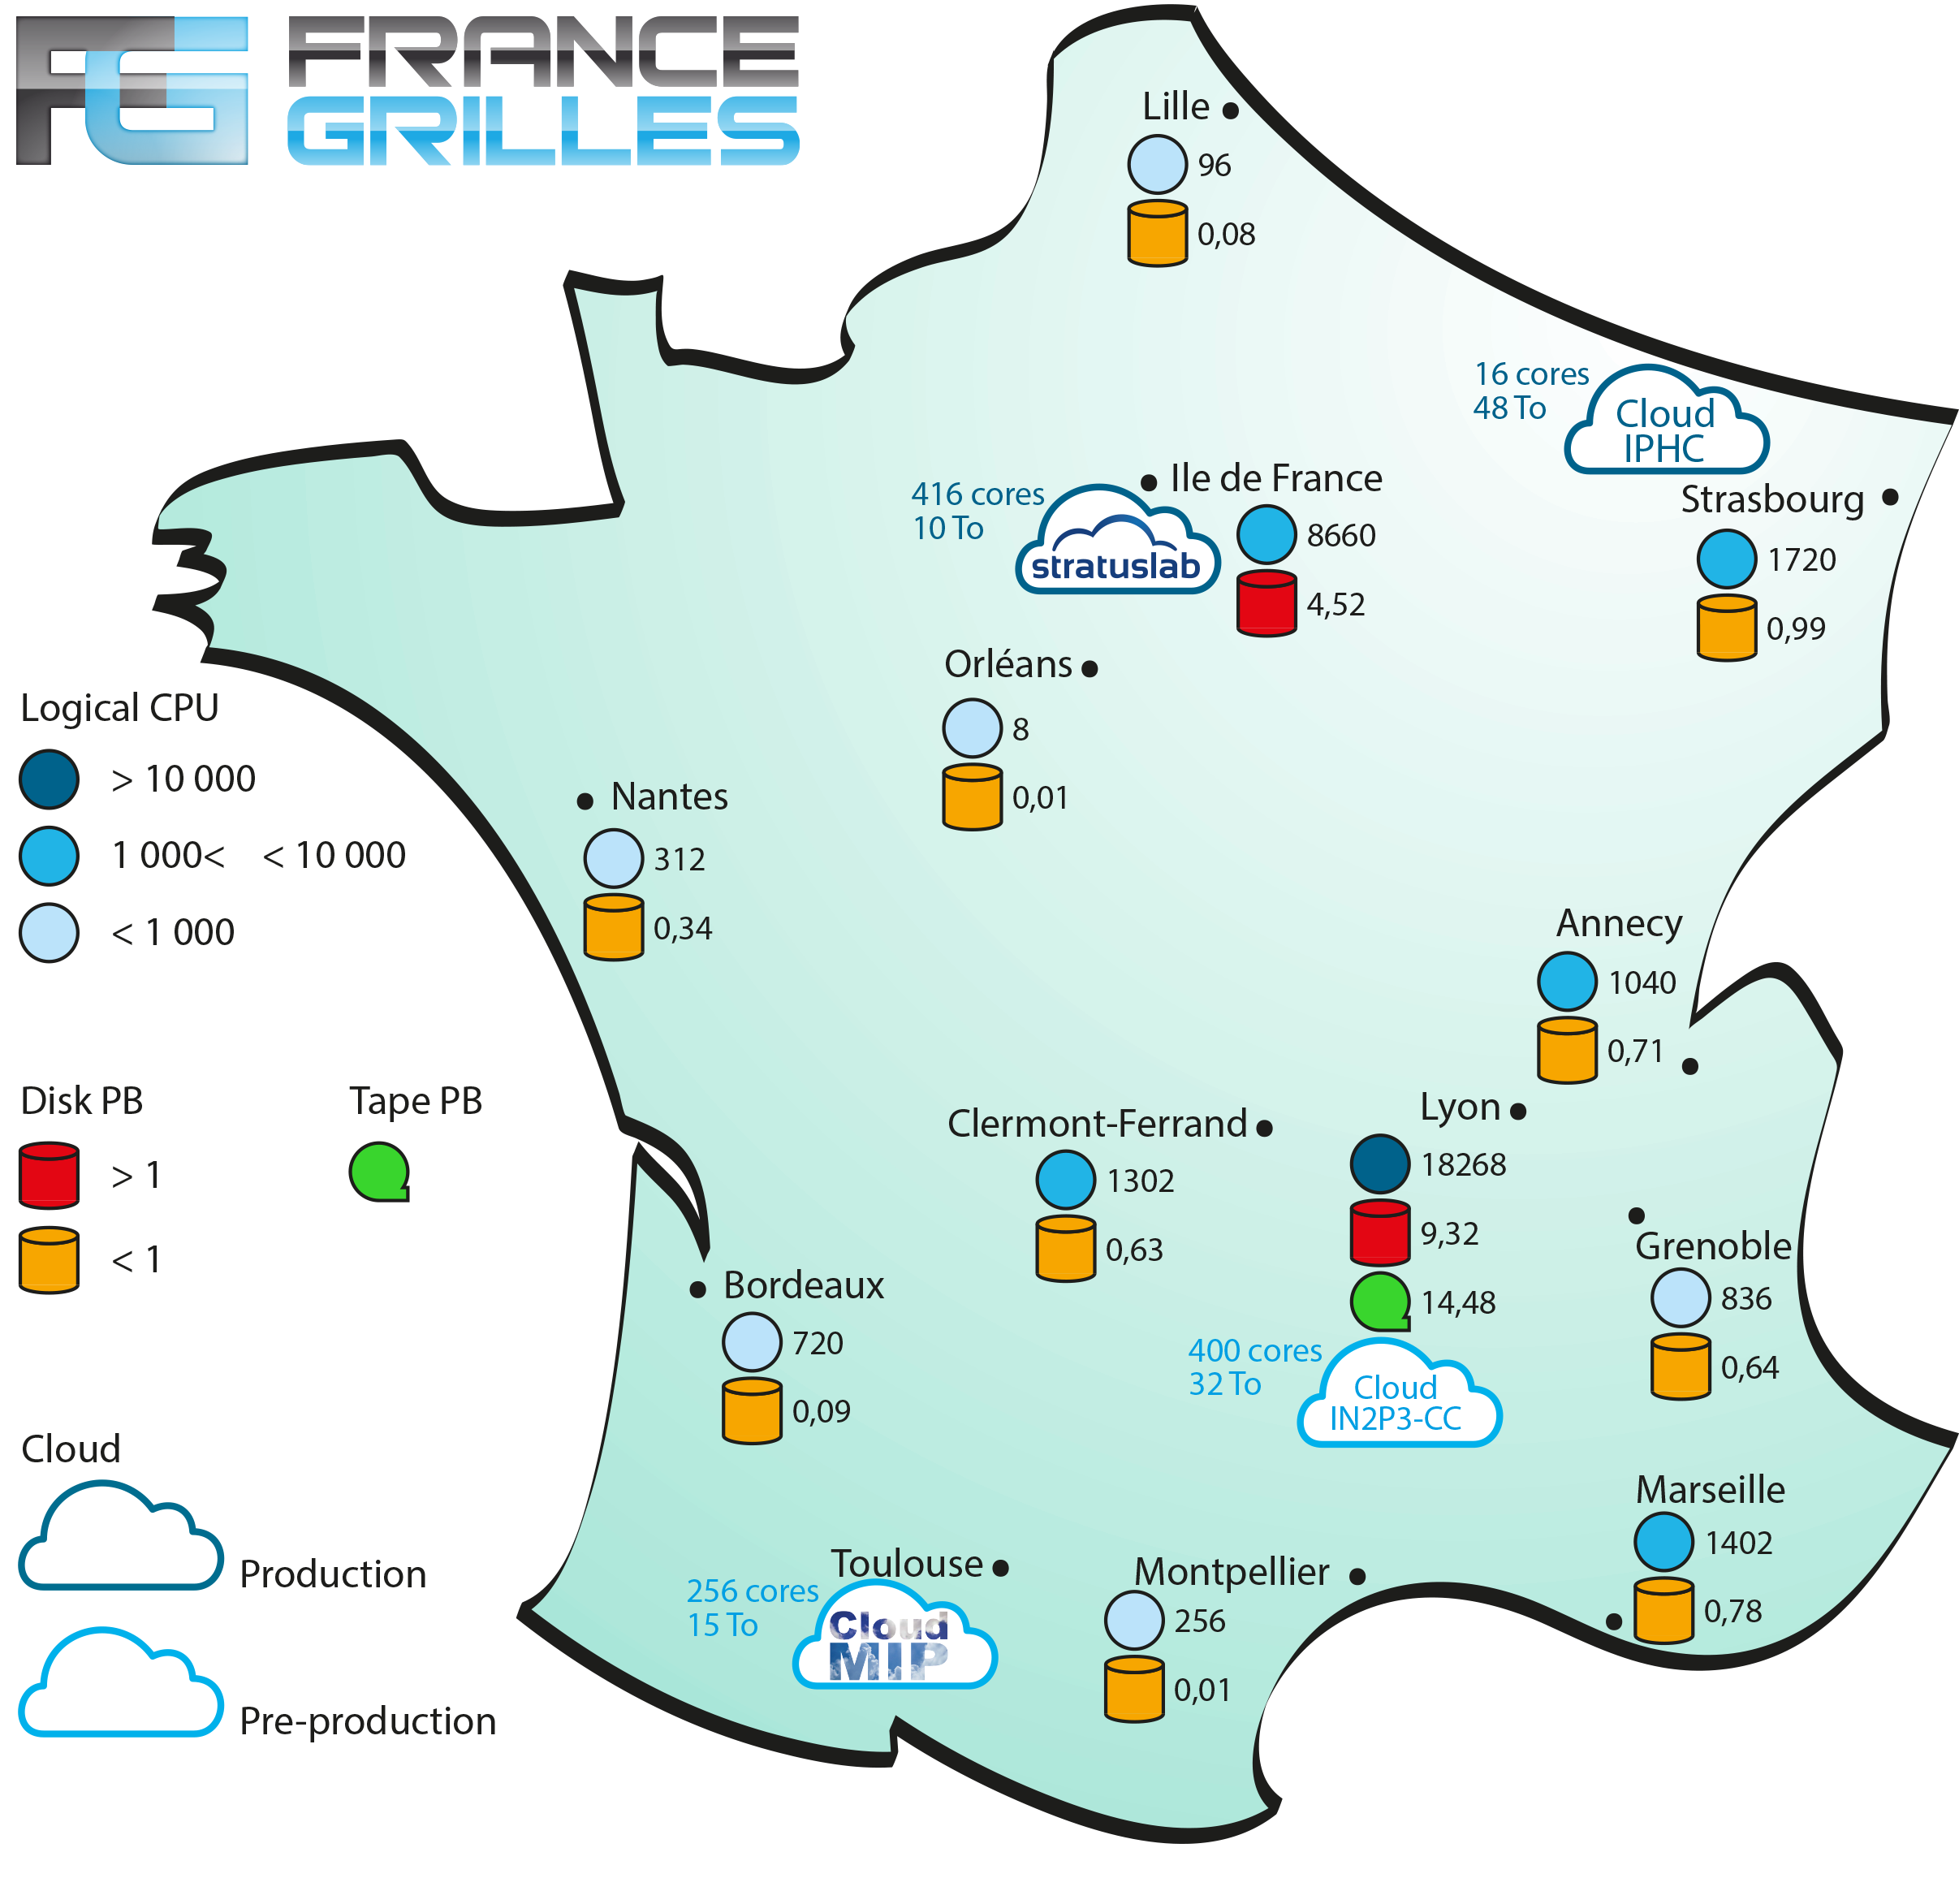 FG
FRANCE
GRILLES
Lille
96
0,08
16 cores
48 To
Cloud
IPHC
Strasbourg
1720
0,99
Ile de France
8660
4,52
416 cores
10 To
stratuslab
Orléans
8
0,01
Nantes
312
0,34
Logical CPU
> 10 000
1 000< < 10 000
< 1 000
Annecy
1040
0,71
Disk PB
> 1
< 1
Tape PB
Clermont-Ferrand
1302
0,63
Lyon
18268
9,32
14,48
400 cores
32 To
Cloud
IN2P3-CC
Grenoble
836
0,64
Bordeaux
720
0,09
Cloud
Production
Pre-production
Toulouse
256 cores
15 To
Cloud
MIP
Montpellier
256
0,01
Marseille
1402
0,78